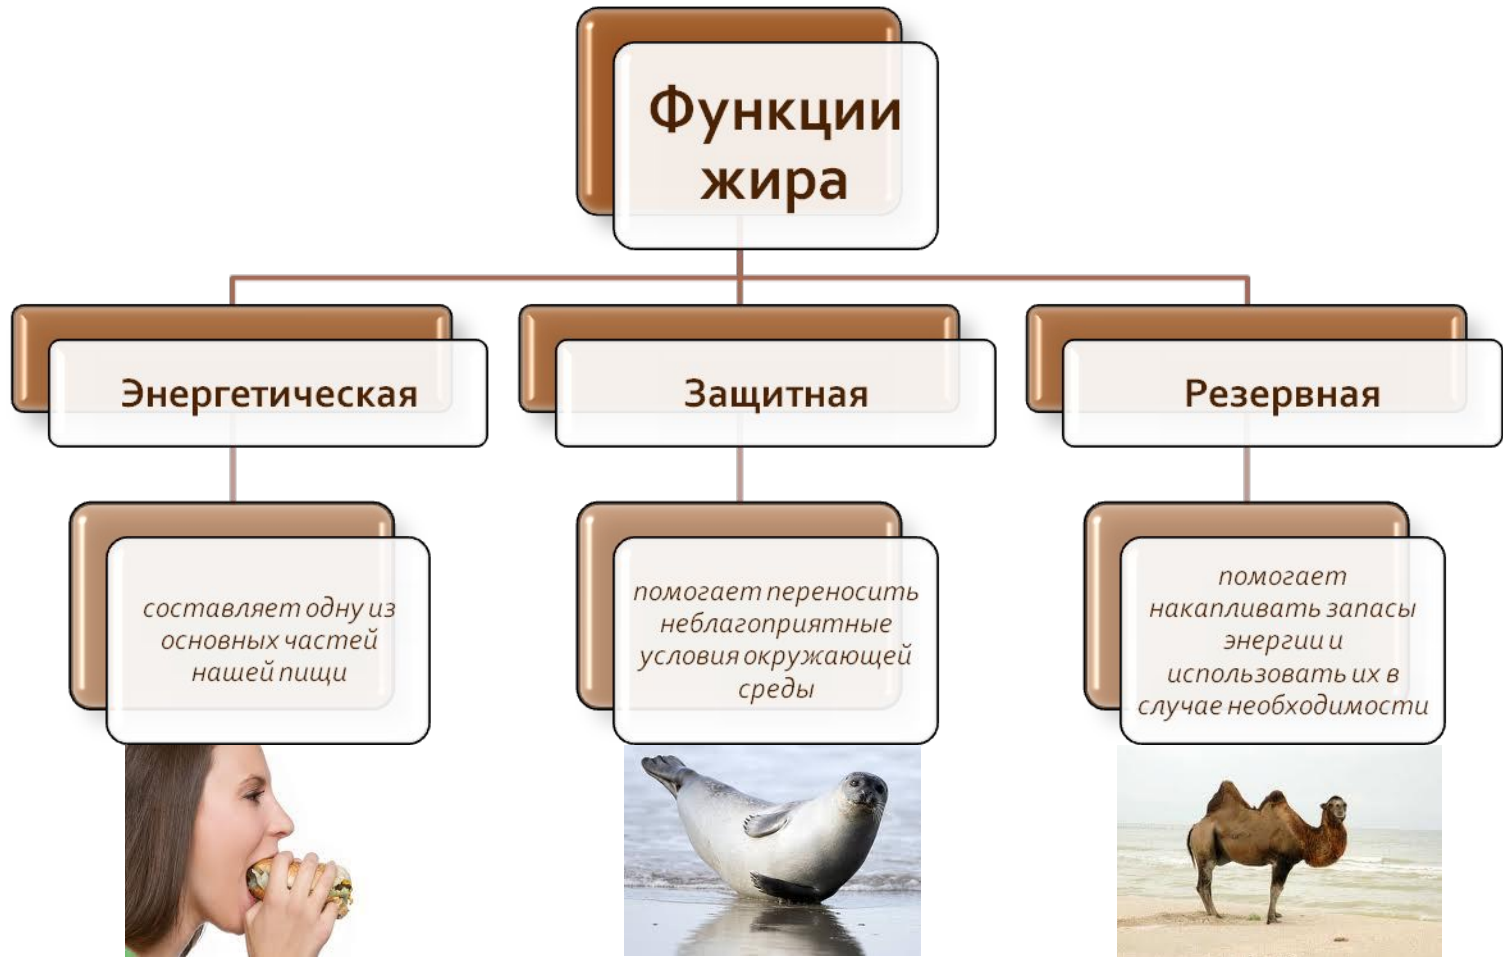 Функции
жира
Энергетическая
Защитная
Резервная
составляет одну из
основных частей
нашей пищи
помогает переносить
неблагоприятные
условия окружающей
среды
помогает
накапливать запасы
энергии и
использовать их в
случае необходимости